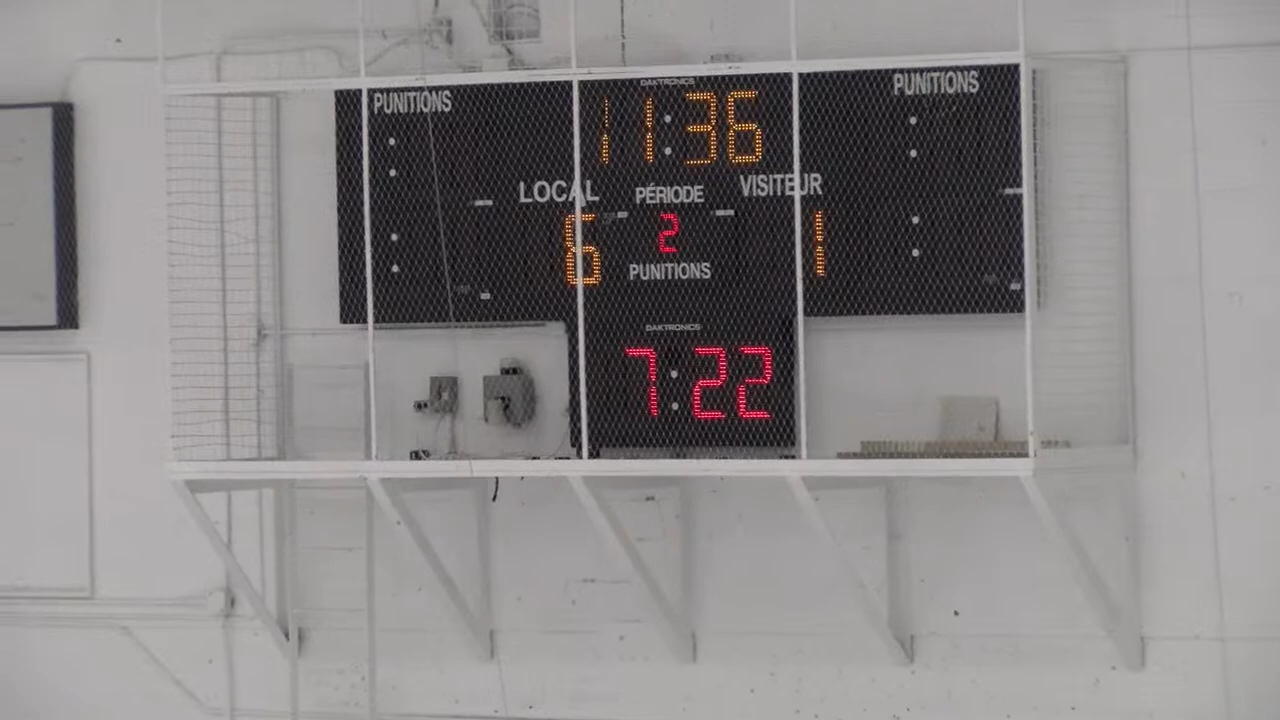 DAKTRONICS
PUNITIONS
11:36
PUNITIONS
LOCAL
PÉRIODE
VISITEUR
6
2
1
PUNITIONS
DAKTRONICS
7:22